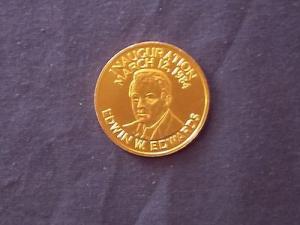 INAUGURATION
MARCH 12, 1984
EDWIN W. EDWARDS